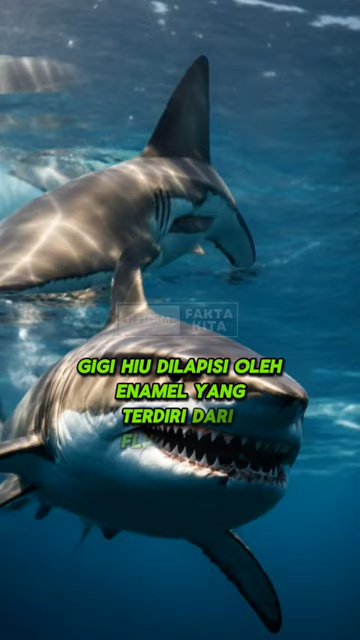 FAKTA
KITA
GIGI HIU DILAPISI OLEH
ENAMEL YANG
TERDIRI DARI